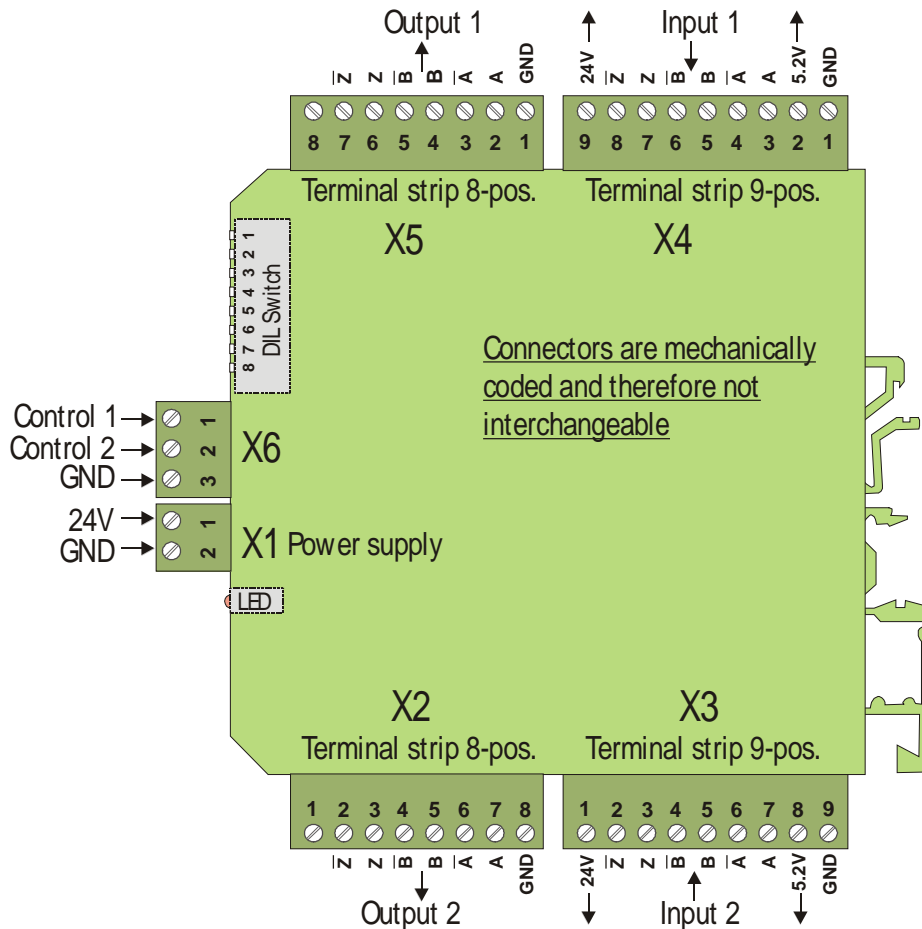 Output 1
Input 1
Z̅ Z B̅ B A̅ A GND
24V Z̅ Z B̅ B A̅ A 5.2V GND
8 7 6 5 4 3 2 1
9 8 7 6 5 4 3 2 1
Terminal strip 8-pos.
Terminal strip 9-pos.
X5
X4
8 7 6 5 4 3 2 1
DIL Switch
Connectors are mechanically
coded and therefore not
interchangeable
Control 1
Control 2
GND
1
2
3
X6
24V
GND
1
2
X1 Power supply
LED
X2
X3
Terminal strip 8-pos.
Terminal strip 9-pos.
1 2 3 4 5 6 7 8
1 2 3 4 5 6 7 8 9
Z̅ Z B̅ B A̅ A GND
24V Z̅ Z B̅ B A̅ A 5.2V GND
Output 2
Input 2